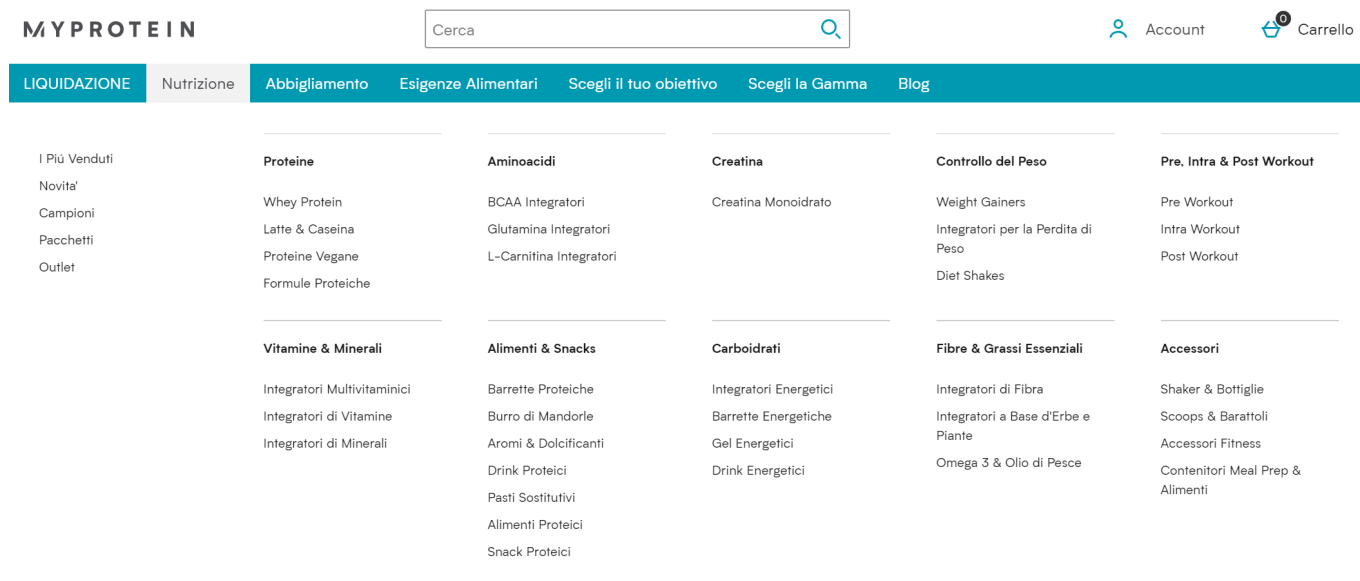 MYPROTEIN
Cerca
Account
0
Carrello
LIQUIDAZIONE
Nutrizione
Abbigliamento
Esigenze Alimentari
Scegli il tuo obiettivo
Scegli la Gamma
Blog
I Piú Venduti
Novita'
Campioni
Pacchetti
Outlet
Proteine
Whey Protein
Latte & Caseina
Proteine Vegane
Formule Proteiche
Aminoacidi
BCAA Integratori
Glutamina Integratori
L-Carnitina Integratori
Creatina
Creatina Monoidrato
Controllo del Peso
Weight Gainers
Integratori per la Perdita di
Peso
Diet Shakes
Pre, Intra & Post Workout
Pre Workout
Intra Workout
Post Workout
Vitamine & Minerali
Integratori Multivitaminici
Integratori di Vitamine
Integratori di Minerali
Alimenti & Snacks
Barrette Proteiche
Burro di Mandorle
Aromi & Dolcificanti
Drink Proteici
Pasti Sostitutivi
Alimenti Proteici
Snack Proteici
Carboidrati
Integratori Energetici
Barrette Energetiche
Gel Energetici
Drink Energetici
Fibre & Grassi Essenziali
Integratori di Fibra
Integratori a Base d'Erbe e
Piante
Omega 3 & Olio di Pesce
Accessori
Shaker & Bottiglie
Scoops & Barattoli
Accessori Fitness
Contenitori Meal Prep &
Alimenti